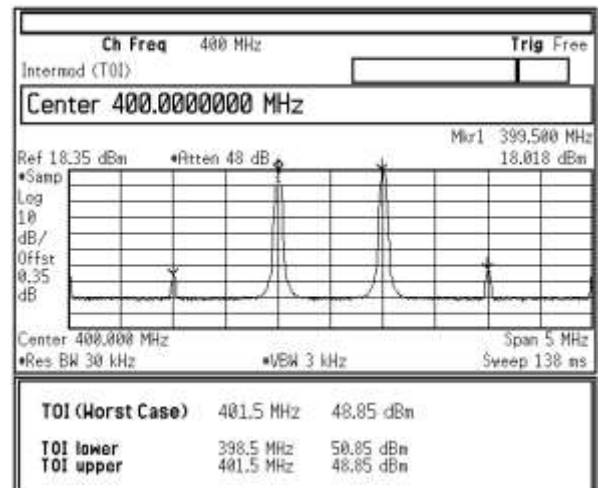 Ch Freq 400 MHz Trig Free
Intermod (TOI)
Center 400.0000000 MHz
Mkr1 399.500 MHz
Ref 18.35 dBm •Atten 48 dB 18.018 dBm
•Samp
Log
10
dB/
Offst
0.35
dB
Center 400.000 MHz Span 5 MHz
•Res BW 30 kHz •VBW 3 kHz Sweep 138 ms
TOI (Worst Case) 401.5 MHz 48.85 dBm
TOI lower 398.5 MHz 50.85 dBm
TOI upper 401.5 MHz 48.85 dBm